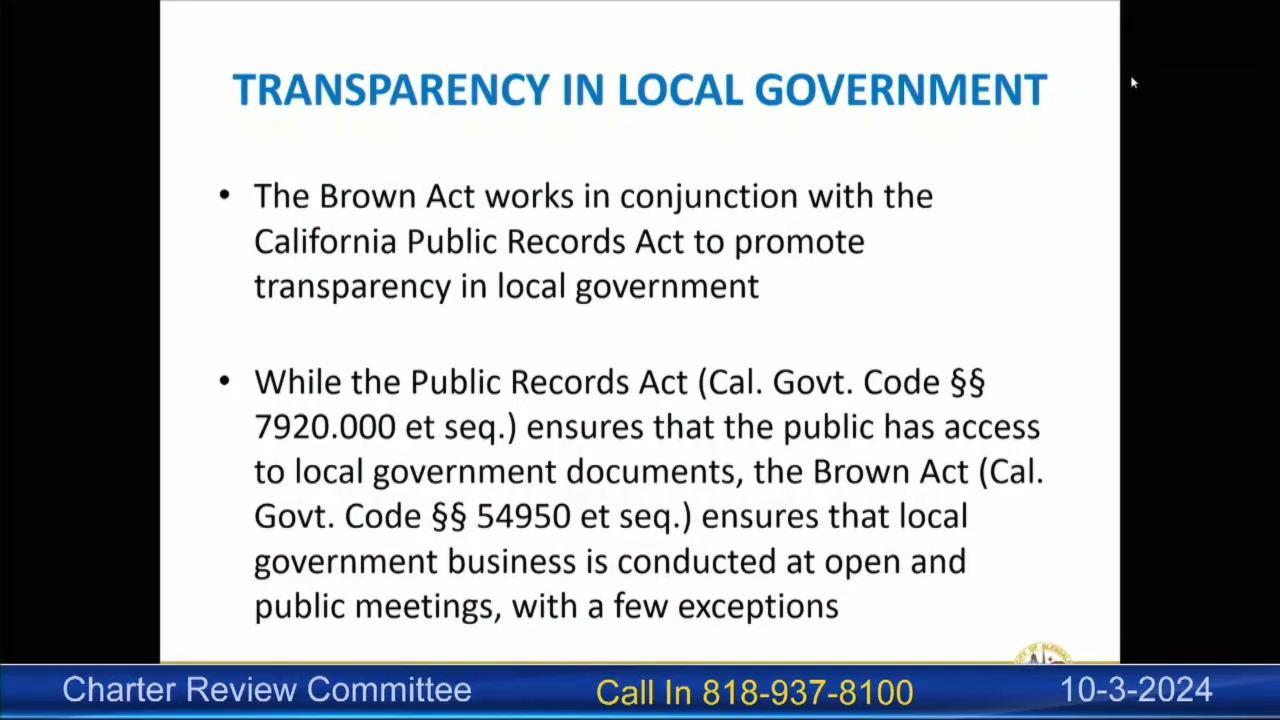 TRANSPARENCY IN LOCAL GOVERNMENT
• The Brown Act works in conjunction with the
California Public Records Act to promote
transparency in local government
• While the Public Records Act (Cal. Govt. Code §§
7920.000 et seq.) ensures that the public has access
to local government documents, the Brown Act (Cal.
Govt. Code §§ 54950 et seq.) ensures that local
government business is conducted at open and
public meetings, with a few exceptions
Charter Review Committee
Call In 818-937-8100
10-3-2024